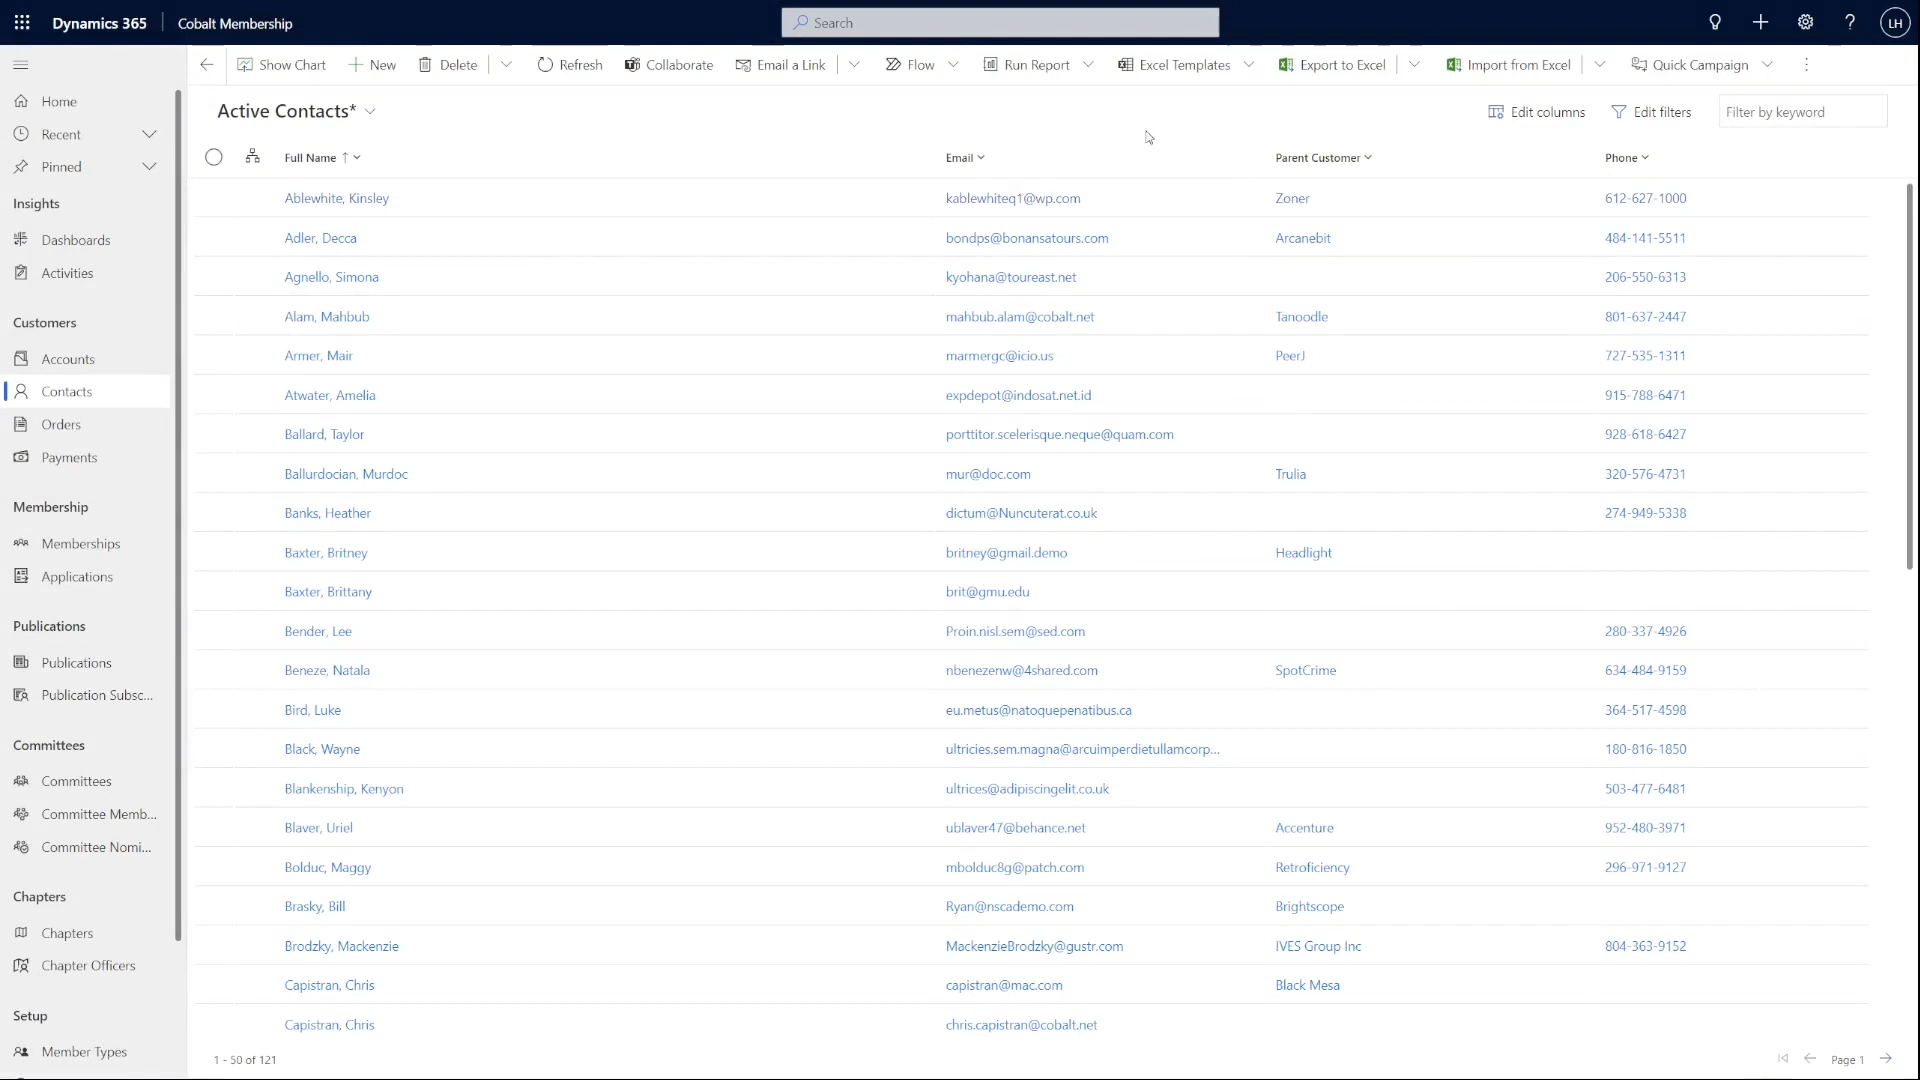 Dynamics 365 Cobalt Membership Search LH
Show Chart New Delete Refresh Collaborate Email a Link Flow Run Report Excel Templates Export to Excel Import from Excel Quick Campaign
Home
Recent
Pinned
Insights
Dashboards
Activities
Customers
Accounts
Contacts
Orders
Payments
Membership
Memberships
Applications
Publications
Publications
Publication Subsc...
Committees
Committees
Committee Memb...
Committee Nomi...
Chapters
Chapters
Chapter Officers
Setup
Member Types
Active Contacts* Edit columns Edit filters Filter by keyword
Full Name Email Parent Customer Phone
Ablewhite, Kinsley kablewhiteq1@wp.com Zoner 612-627-1000
Adler, Decca bondps@bonansatours.com Arcanebit 484-141-5511
Agnello, Simona kyohana@toureast.net 206-550-6313
Alam, Mahbub mahbub.alam@cobalt.net Tanoodle 801-637-2447
Armer, Mair marmergc@icio.us PeerJ 727-535-1311
Atwater, Amelia expdepot@indosat.net.id 915-788-6471
Ballard, Taylor porttitor.scelerisque.neque@quam.com 928-618-6427
Ballurdocian, Murdoc mur@doc.com Trulia 320-576-4731
Banks, Heather dictum@Nuncuterat.co.uk 274-949-5338
Baxter, Britney britney@gmail.demo Headlight
Baxter, Brittany brit@gmu.edu
Bender, Lee Proin.nisl.sem@sed.com 280-337-4926
Beneze, Natala nbenezenw@4shared.com SpotCrime 634-484-9159
Bird, Luke eu.metus@natoquepenatibus.ca 364-517-4598
Black, Wayne ultricies.sem.magna@arcuimperdietullamcorp... 180-816-1850
Blankenship, Kenyon ultrices@adipiscingelit.co.uk 503-477-6481
Blaver, Uriel ublaver47@behance.net Accenture 952-480-3971
Bolduc, Maggy mbolduc8g@patch.com Retroficiency 296-971-9127
Brasky, Bill Ryan@nscademo.com Brightscope
Brodzky, Mackenzie MackenzieBrodzky@gustr.com IVES Group Inc 804-363-9152
Capistran, Chris capistran@mac.com Black Mesa
Capistran, Chris chris.capistran@cobalt.net
1 - 50 of 121 Page 1